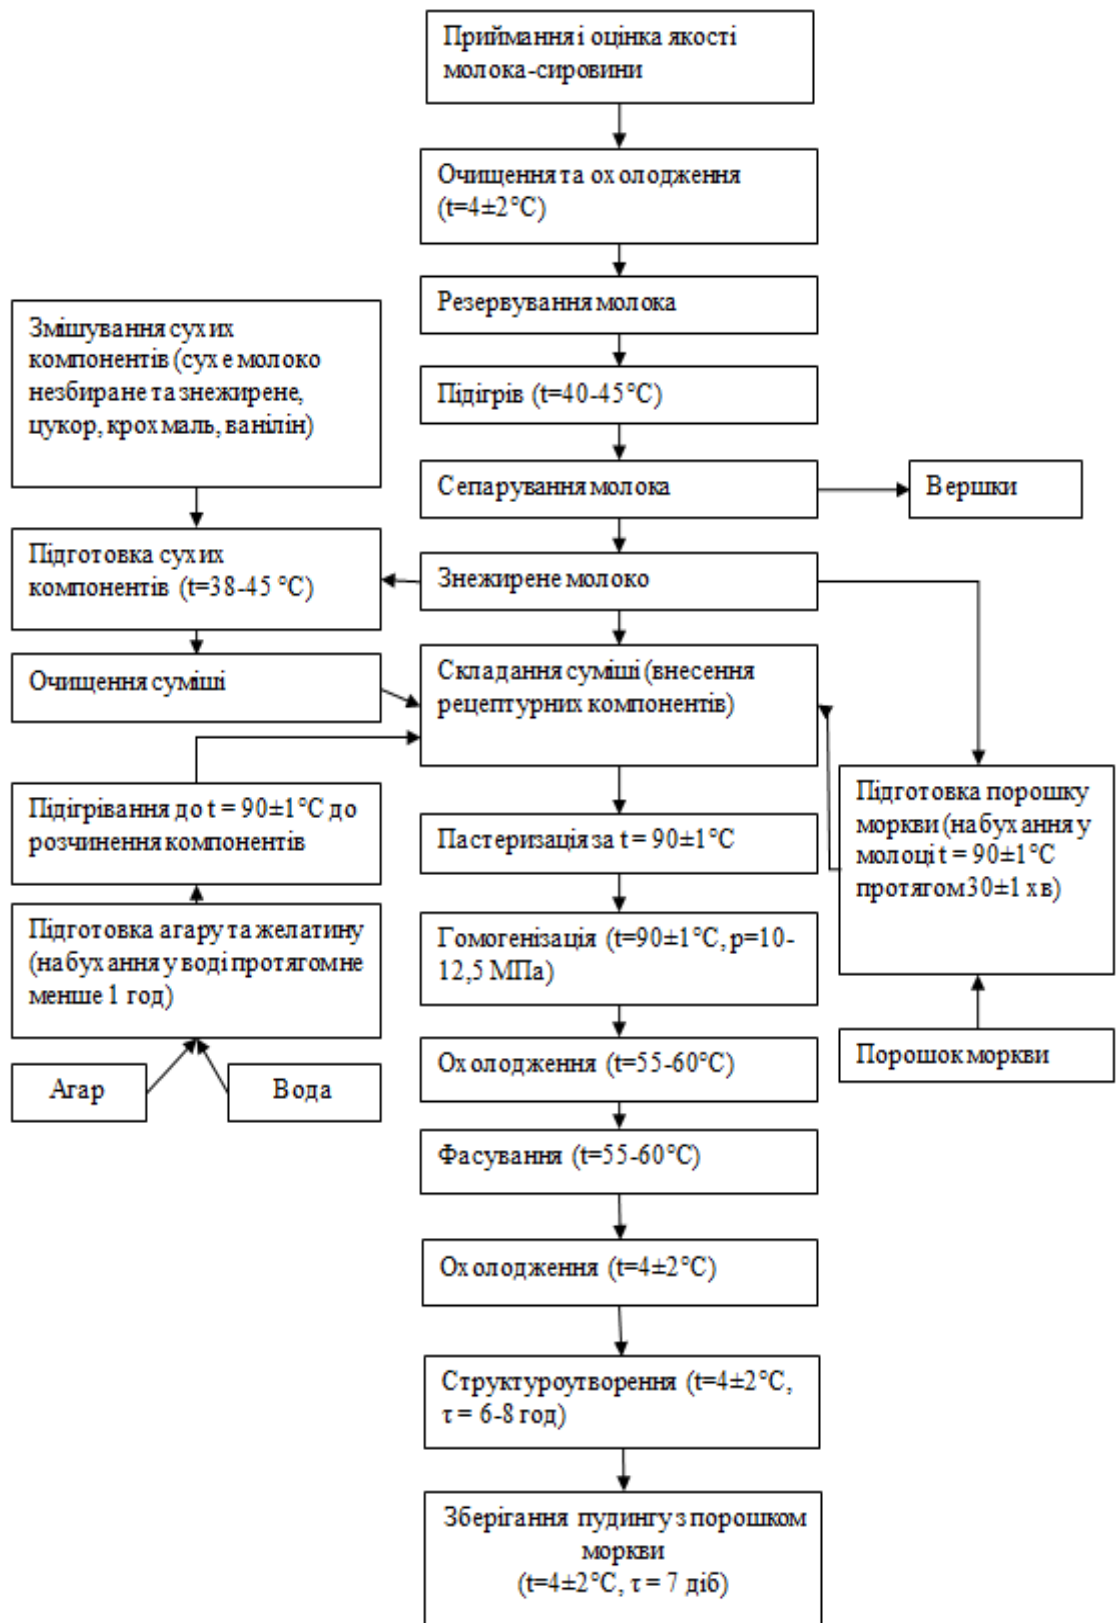 Приймання і оцінка якості
молока-сировини
Очищення та охолодження
(t=4±2°C)
Резервування молока
Змішування сухих
компонентів (сухе молоко
незбиране та знежирене,
цукор, крохмаль, ванілін)
Підігрів (t=40-45°C)
Сепарування молока
Вершки
Підготовка сухих
компонентів (t=38-45 °C)
Знежирене молоко
Очищення суміші
Складання суміші (внесення
рецептурних компонентів)
Підігрівання до t = 90±1°C до
розчинення компонентів
Підготовка порошку
моркви (набухання у
молоці t = 90±1°C
протягом 30±1 хв)
Пастеризація за t = 90±1°C
Підготовка агару та желатину
(набухання у воді протягом не
менше 1 год)
Гомогенізація (t=90±1°C, p=10-
12,5 МПа)
Агар
Вода
Охолодження (t=55-60°C)
Порошок моркви
Фасування (t=55-60°C)
Охолодження (t=4±2°C)
Структуроутворення (t=4±2°C,
τ = 6-8 год)
Зберігання пудингу з порошком
моркви
(t=4±2°C, τ = 7 діб)